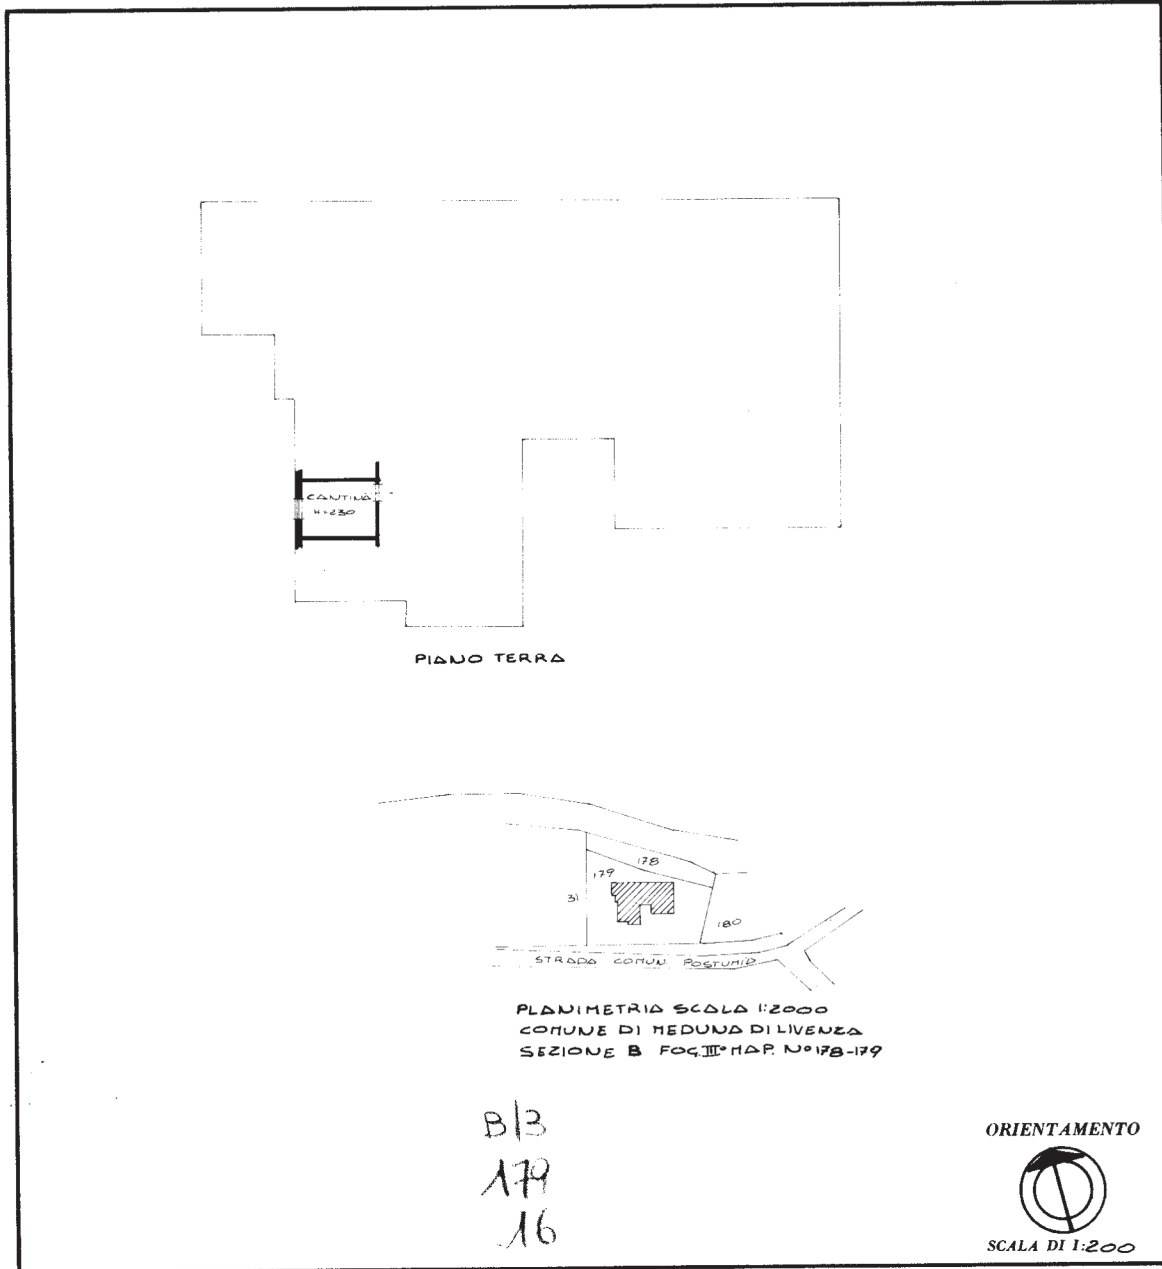 CANTINA
H=230
PIANO TERRA
178
179
31
180
STRADA COMUN. POSTUMIA
PLANIMETRIA SCALA 1:2000
COMUNE DI MEDUNA DI LIVENZA
SEZIONE B FOG. III° MAP. N° 178-179
B/3
179
16
ORIENTAMENTO
SCALA DI 1:200